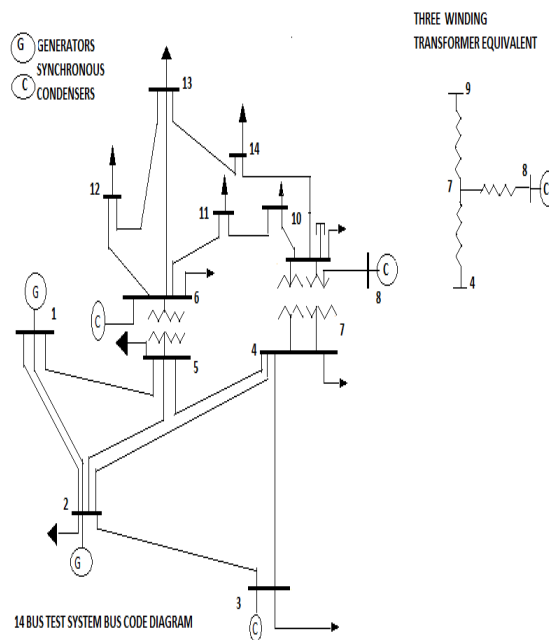 G GENERATORS
SYNCHRONOUS
C CONDENSERS
THREE WINDING
TRANSFORMER EQUIVALENT
13
14
12
11
10
9
7
8
C
4
G
1
C
6
5
C
8
7
4
2
G
3
C
14 BUS TEST SYSTEM BUS CODE DIAGRAM